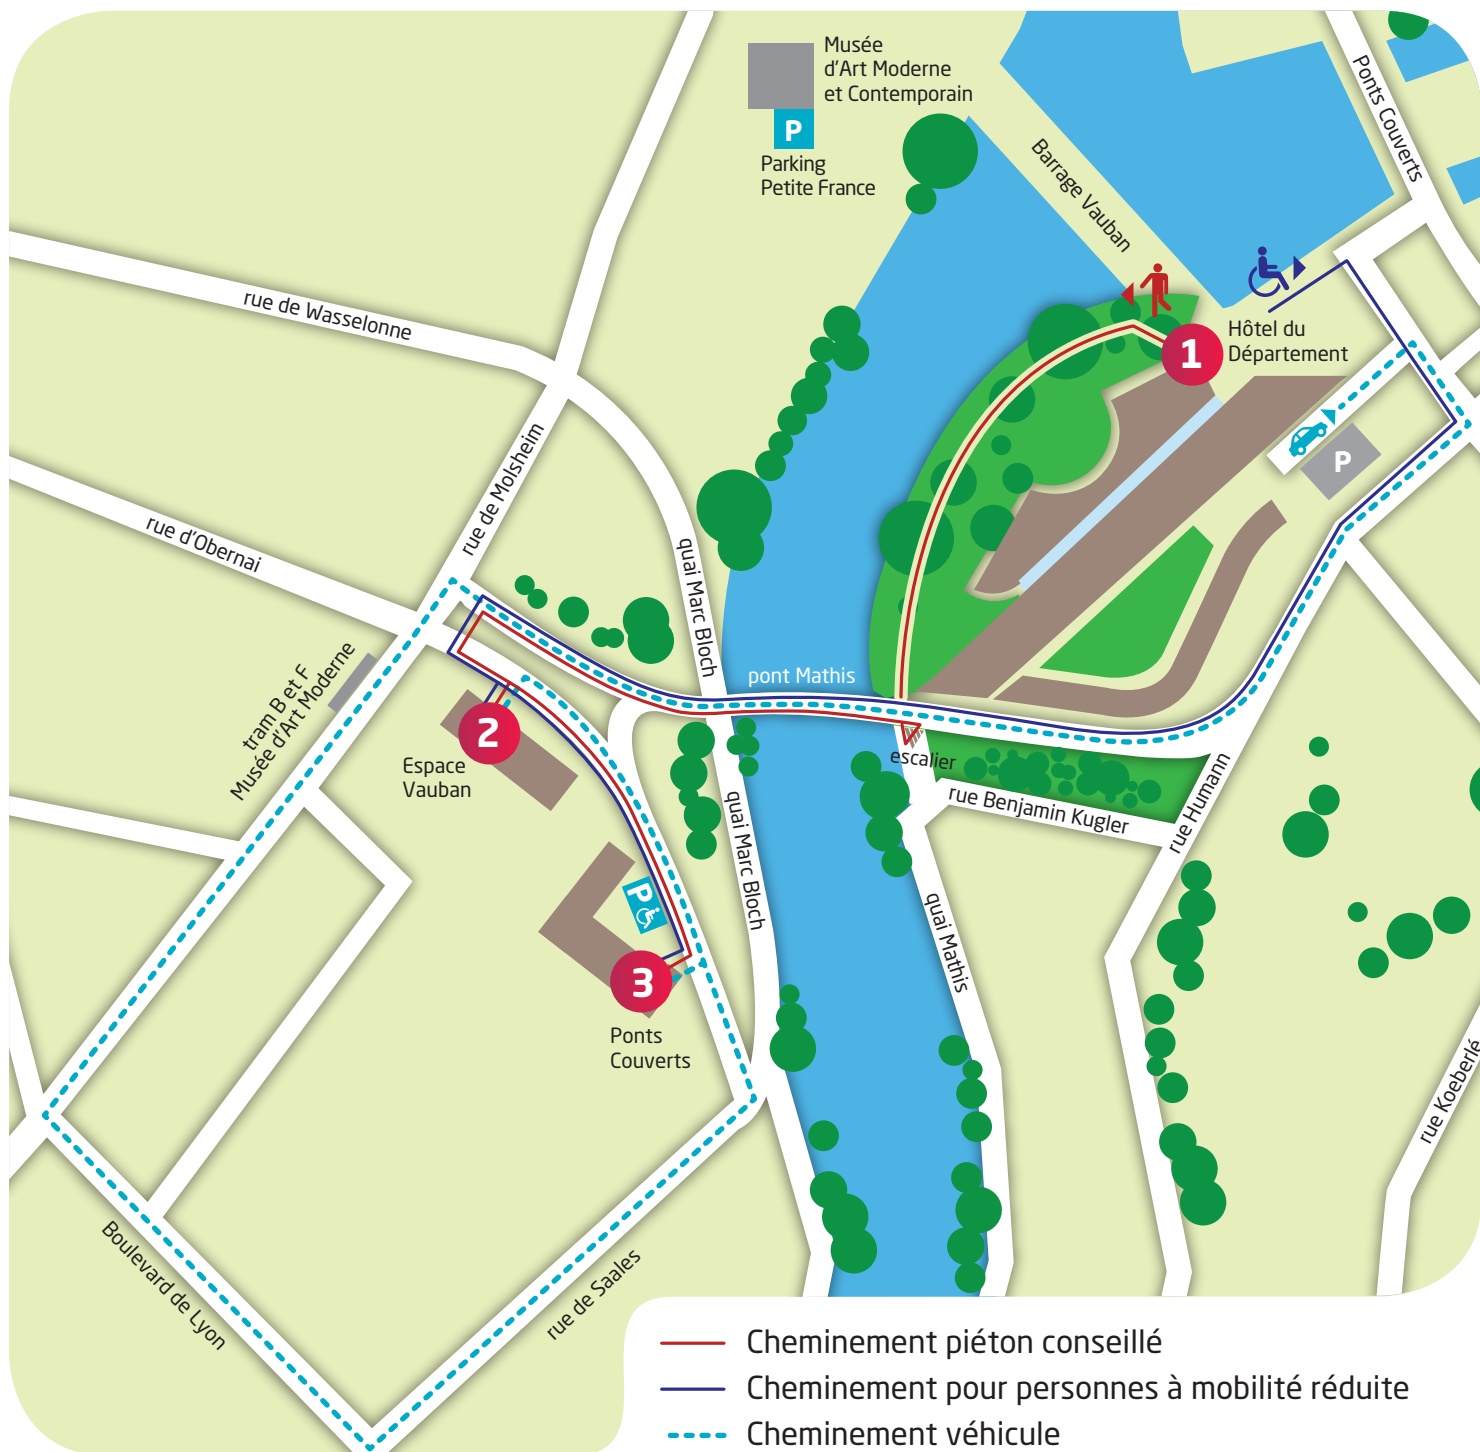 Musée
d'Art Moderne
et Contemporain
P
Parking
Petite France
Ponts Couverts
Barrage Vauban
rue de Wasselonne
Hôtel du
Département
1
P
rue de Molsheim
rue d'Obernai
quai Marc Bloch
pont Mathis
tram B et F
Musée d'Art Moderne
2
Espace
Vauban
escalier
rue Benjamin Kugler
rue Humann
quai Marc Bloch
P
quai Mathis
3
Ponts
Couverts
rue Koeberlé
Boulevard de Lyon
rue de Saales
Cheminement piéton conseillé
Cheminement pour personnes à mobilité réduite
Cheminement véhicule